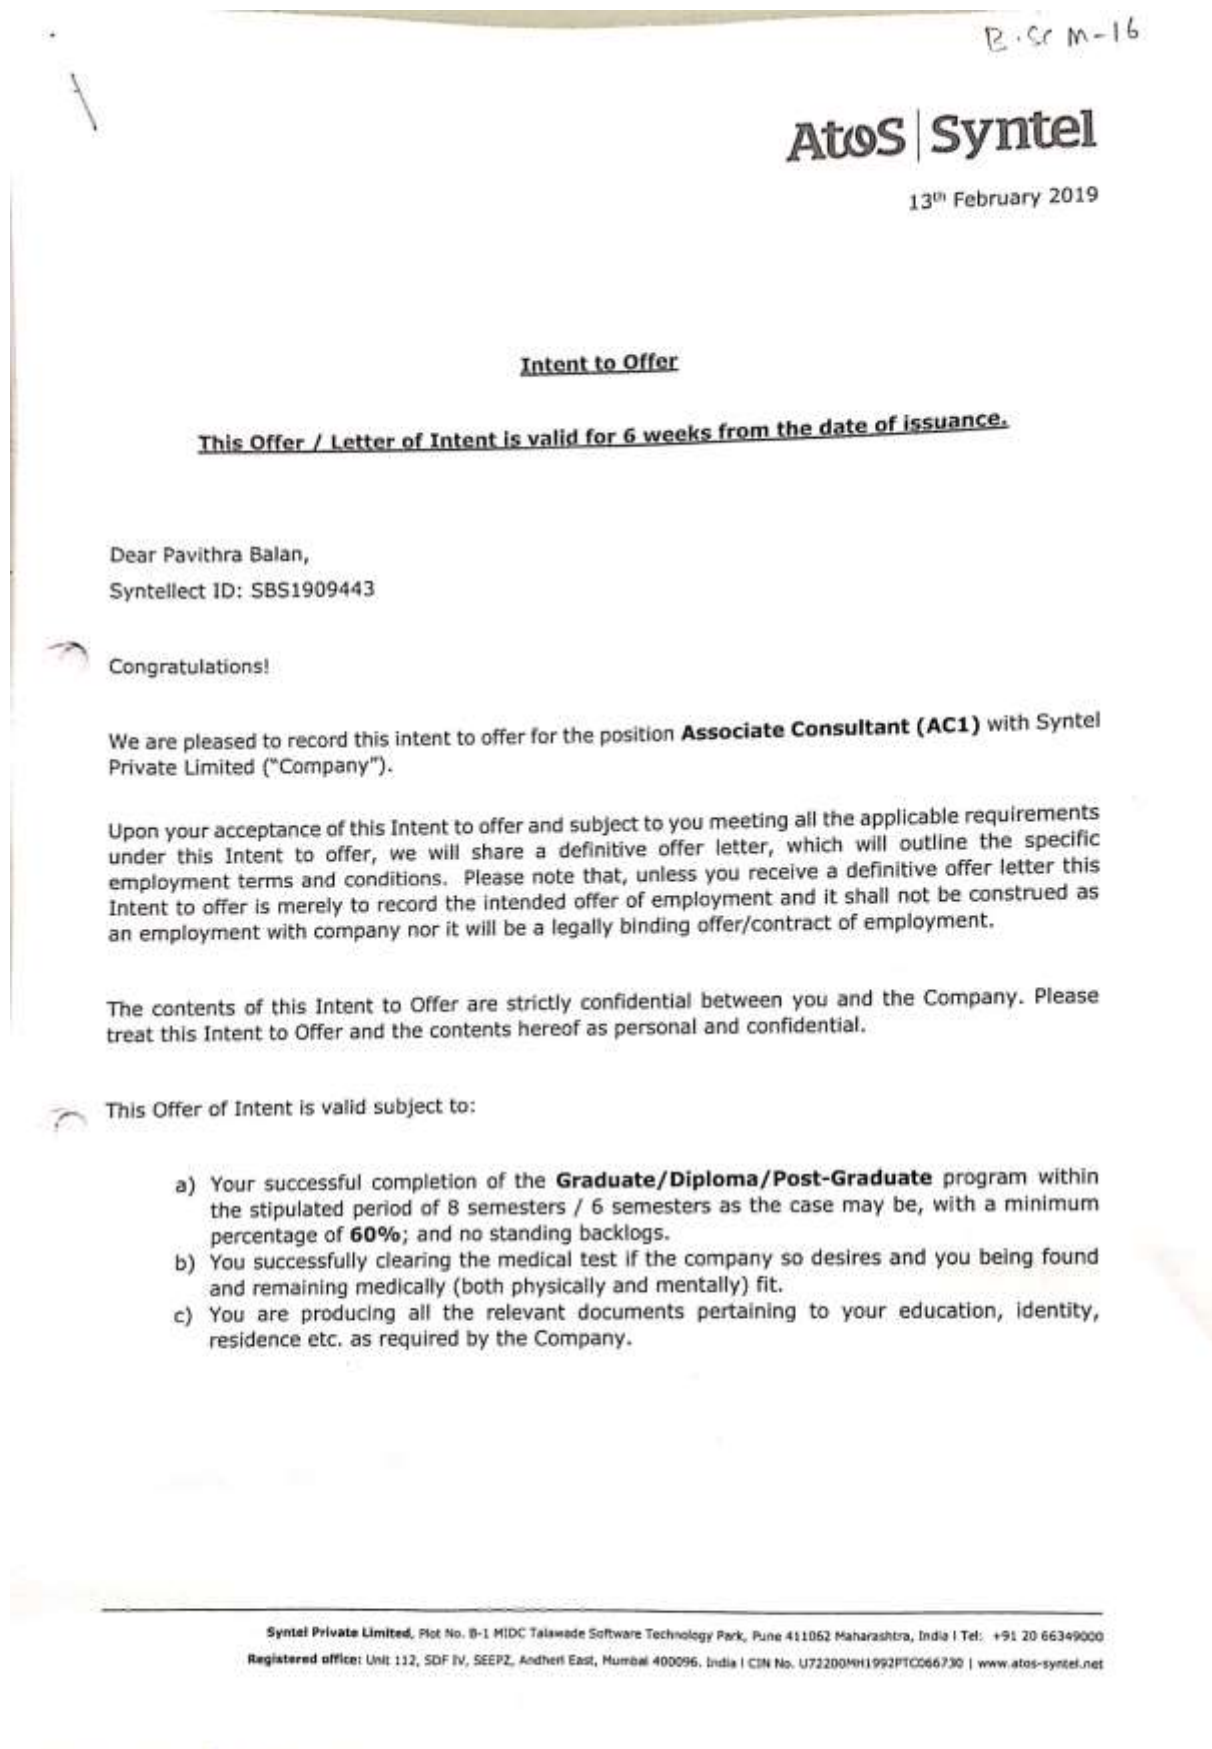 B.Sc M-16
Atos | Syntel
13th February 2019
Intent to Offer
This Offer / Letter of Intent is valid for 6 weeks from the date of issuance.
Dear Pavithra Balan,
Syntellect ID: SBS1909443
Congratulations!
We are pleased to record this intent to offer for the position Associate Consultant (AC1) with Syntel
Private Limited ("Company").
Upon your acceptance of this Intent to offer and subject to you meeting all the applicable requirements
under this Intent to offer, we will share a definitive offer letter, which will outline the specific
employment terms and conditions. Please note that, unless you receive a definitive offer letter this
Intent to offer is merely to record the intended offer of employment and it shall not be construed as
an employment with company nor it will be a legally binding offer/contract of employment.
The contents of this Intent to Offer are strictly confidential between you and the Company. Please
treat this Intent to Offer and the contents hereof as personal and confidential.
This Offer of Intent is valid subject to:
a) Your successful completion of the Graduate/Diploma/Post-Graduate program within
the stipulated period of 8 semesters / 6 semesters as the case may be, with a minimum
percentage of 60%; and no standing backlogs.
b) You successfully clearing the medical test if the company so desires and you being found
and remaining medically (both physically and mentally) fit.
c) You are producing all the relevant documents pertaining to your education, identity,
residence etc. as required by the Company.
Syntel Private Limited, Plot No. B-1 MIDC Talawade Software Technology Park, Pune 411062 Maharashtra, India I Tel: +91 20 66349000
Registered office: Unit 112, SDF IV, SEEPZ, Andheri East, Mumbai 400096. India I CIN No. U72200MH1992PTC066730 | www.atos-syntel.net